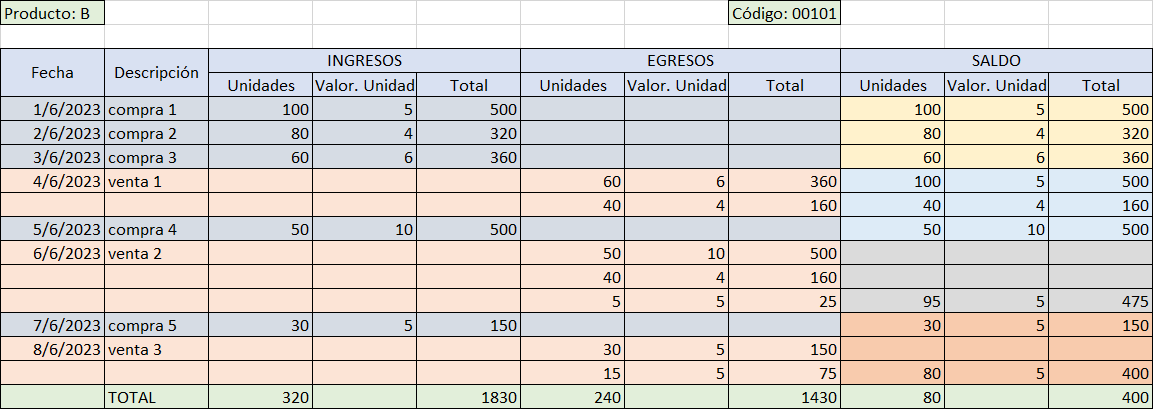 Producto: B Código: 00101
INGRESOS EGRESOS SALDO
Fecha Descripción
Unidades Valor. Unidad Total Unidades Valor. Unidad Total Unidades Valor. Unidad Total
1/6/2023 compra 1 100 5 500 100 5 500
2/6/2023 compra 2 80 4 320 80 4 320
3/6/2023 compra 3 60 6 360 60 6 360
4/6/2023 venta 1 60 6 360 100 5 500
40 4 160 40 4 160
5/6/2023 compra 4 50 10 500 50 10 500
6/6/2023 venta 2 50 10 500
40 4 160
5 5 25 95 5 475
7/6/2023 compra 5 30 5 150 30 5 150
8/6/2023 venta 3 30 5 150
15 5 75 80 5 400
TOTAL 320 1830 240 1430 80 400